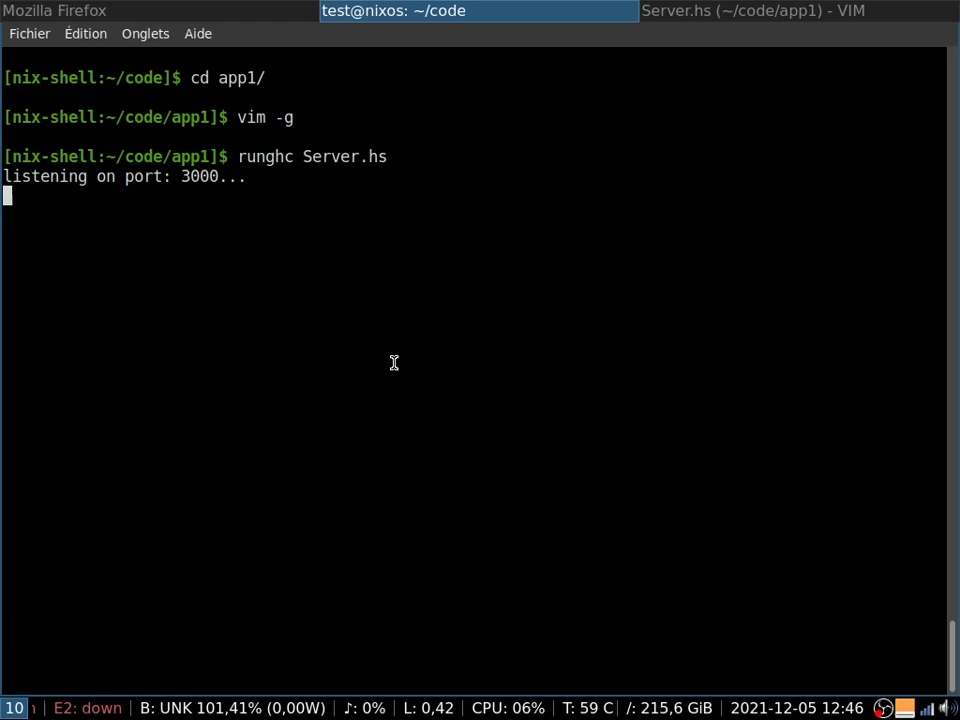 Mozilla Firefox
test@nixos: ~/code
Server.hs (~/code/app1) - VIM
Fichier Édition Onglets Aide
[nix-shell:~/code]$ cd app1/
[nix-shell:~/code/app1]$ vim -g
[nix-shell:~/code/app1]$ runghc Server.hs
listening on port: 3000...
10 | E2: down | B: UNK 101,41% (0,00W) | ♪: 0% | L: 0,42 | CPU: 06% | T: 59 C | /: 215,6 GiB | 2021-12-05 12:46